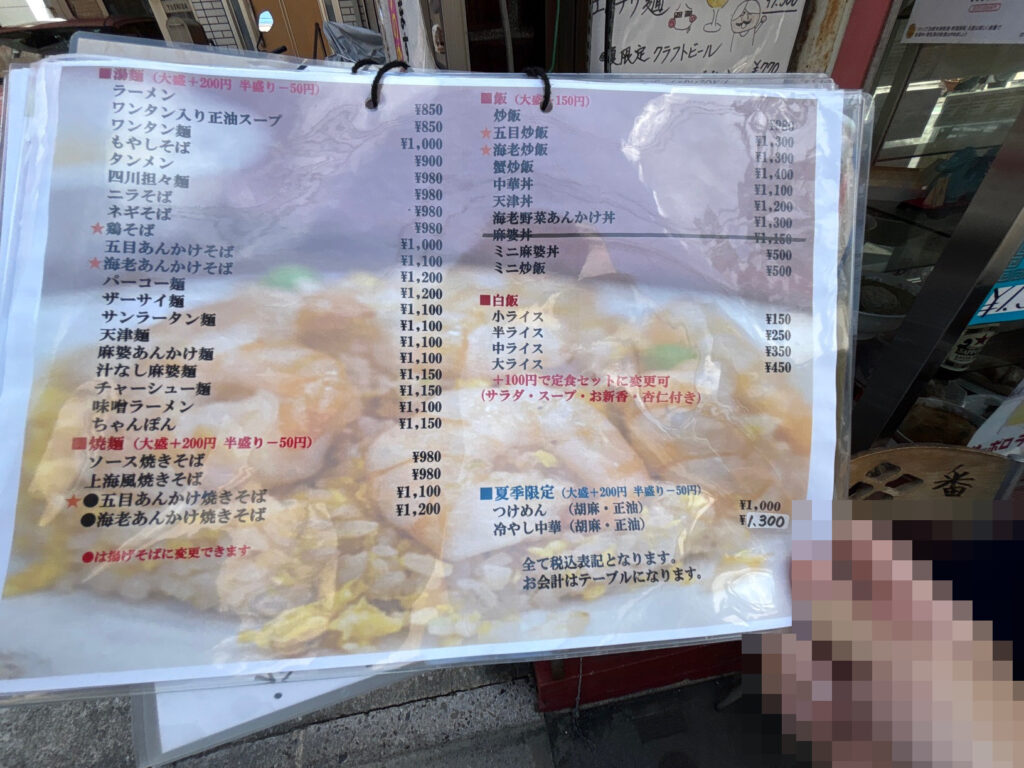 ■湯麺（大盛＋200円 半盛り－50円）
ラーメン ¥850
ワンタン入り正油スープ ¥850
ワンタン麺 ¥1,000
もやしそば ¥900
タンメン ¥980
四川担々麺 ¥980
ニラそば ¥980
ネギそば ¥980
★鶏そば ¥1,000
五目あんかけそば ¥1,100
★海老あんかけそば ¥1,200
パーコー麺 ¥1,200
ザーサイ麺 ¥1,100
サンラータン麺 ¥1,100
天津麺 ¥1,100
麻婆あんかけ麺 ¥1,100
汁なし麻婆麺 ¥1,150
チャーシュー麺 ¥1,150
味噌ラーメン ¥1,100
ちゃんぽん ¥1,150
■焼麺（大盛＋200円 半盛り－50円）
ソース焼きそば ¥980
上海風焼きそば ¥980
★●五目あんかけ焼きそば ¥1,100
●海老あんかけ焼きそば ¥1,200
●は揚げそばに変更できます
■飯（大盛＋150円）
炒飯 ¥980
★五目炒飯 ¥1,300
★海老炒飯 ¥1,300
蟹炒飯 ¥1,400
中華丼 ¥1,100
天津丼 ¥1,200
海老野菜あんかけ丼 ¥1,300
麻婆丼 ¥1,150
ミニ麻婆丼 ¥500
ミニ炒飯 ¥500
■白飯
小ライス ¥150
半ライス ¥250
中ライス ¥350
大ライス ¥450
＋100円で定食セットに変更可
（サラダ・スープ・お新香・杏仁付き）
■夏季限定（大盛＋200円 半盛り－50円）
つけめん （胡麻・正油） ¥1,000
冷やし中華（胡麻・正油） ¥1,300
全て税込表記となります。
お会計はテーブルになります。
夏限定 クラフトビール
¥770
番